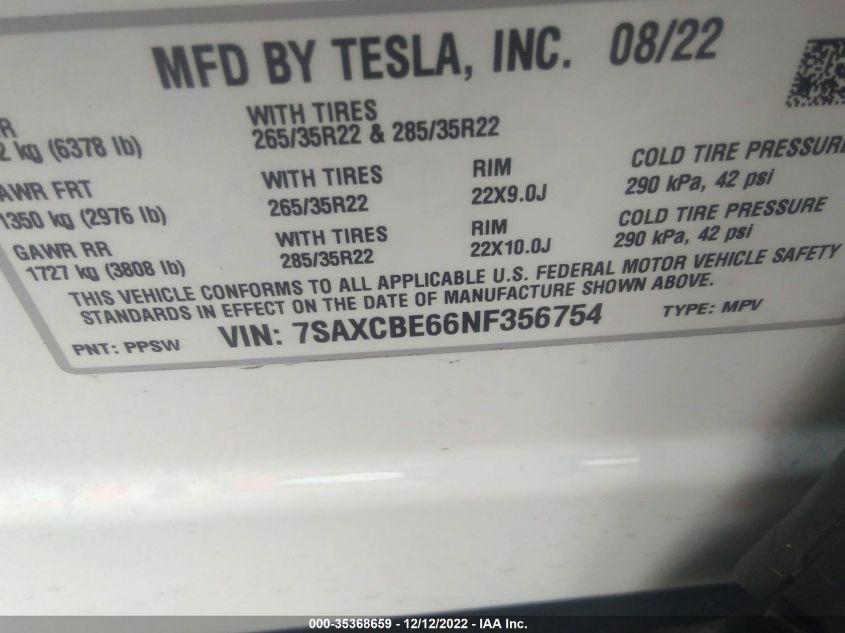 MFD BY TESLA, INC. 08/22
R
2 kg (6378 lb)
WITH TIRES
265/35R22 & 285/35R22
AWR FRT
1350 kg (2976 lb)
WITH TIRES
265/35R22
RIM
22X9.0J
COLD TIRE PRESSURE
290 kPa, 42 psi
GAWR RR
1727 kg (3808 lb)
WITH TIRES
285/35R22
RIM
22X10.0J
COLD TIRE PRESSURE
290 kPa, 42 psi
THIS VEHICLE CONFORMS TO ALL APPLICABLE U.S. FEDERAL MOTOR VEHICLE SAFETY
STANDARDS IN EFFECT ON THE DATE OF MANUFACTURE SHOWN ABOVE.
PNT: PPSW VIN: 7SAXCBE66NF356754 TYPE: MPV
000-35368659 - 12/12/2022 - IAA Inc.